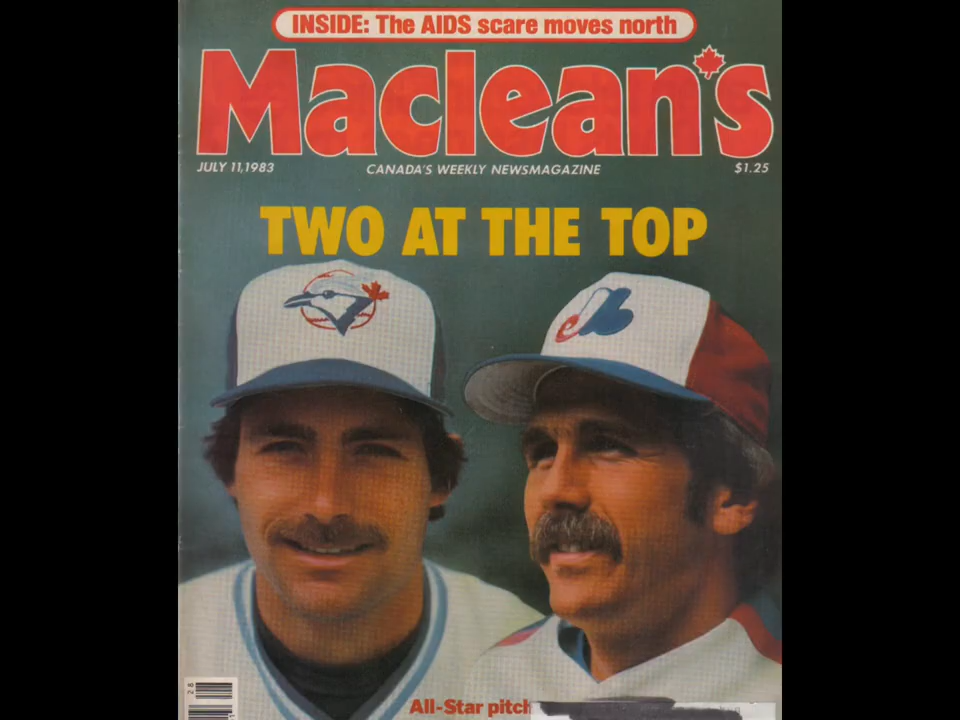 INSIDE: The AIDS scare moves north
Maclean's
JULY 11, 1983 CANADA'S WEEKLY NEWSMAGAZINE $1.25
TWO AT THE TOP
All-Star pitch